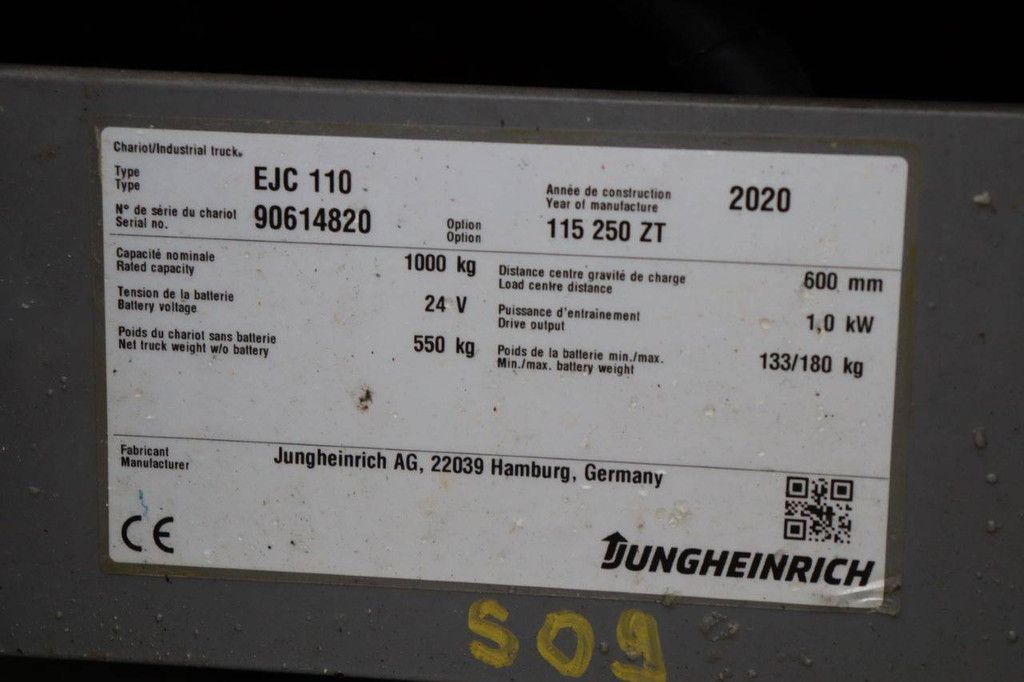 Chariot/Industrial truck
Type
Type
EJC 110
Année de construction
Year of manufacture
2020
N° de série du chariot
Serial no.
90614820
Option
Option
115 250 ZT
Capacité nominale
Rated capacity
1000 kg
Distance centre gravité de charge
Load centre distance
600 mm
Tension de la batterie
Battery voltage
24 V
Puissance d'entrainement
Drive output
1,0 kW
Poids du chariot sans batterie
Net truck weight w/o battery
550 kg
Poids de la batterie min./max.
Min./max. battery weight
133/180 kg
Fabricant
Manufacturer
Jungheinrich AG, 22039 Hamburg, Germany
CE
JUNGHEINRICH
S09